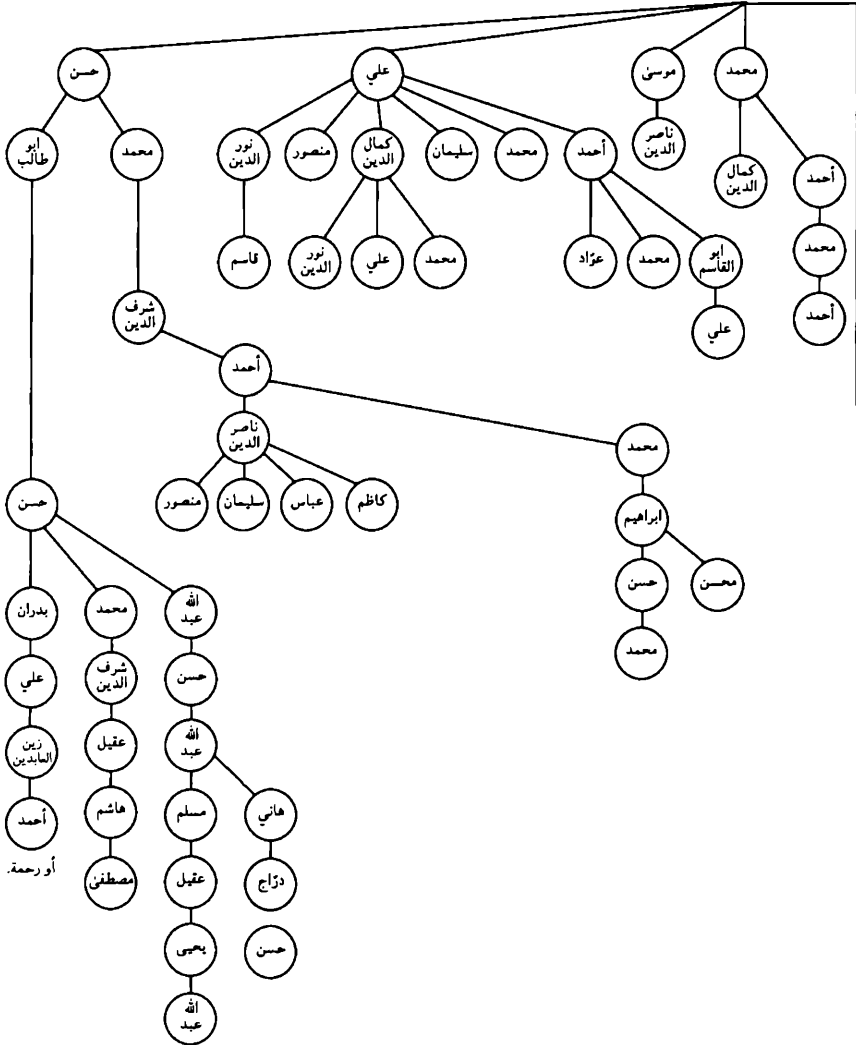 محمد
موسىٰ
علي
حسن
أحمد
كمال
الدين
ناصر
الدين
أحمد
محمد
سليمان
كمال
الدين
منصور
نور
الدين
محمد
ابو
طالب
محمد
ابو
القاسم
محمد
عوّاد
محمد
علي
نور
الدين
قاسم
أحمد
علي
شرف
الدين
أحمد
محمد
ناصر
الدين
كاظم
عباس
سليمان
منصور
حسن
ابراهيم
محسن
حسن
محمد
الله
عبد
محمد
بدران
حسن
شرف
الدين
علي
الله
عبد
عقيل
زين
العابدين
هاني
مسلم
هاشم
أحمد
أو رحمة.
درّاج
عقيل
مصطفىٰ
حسن
يحيى
الله
عبد